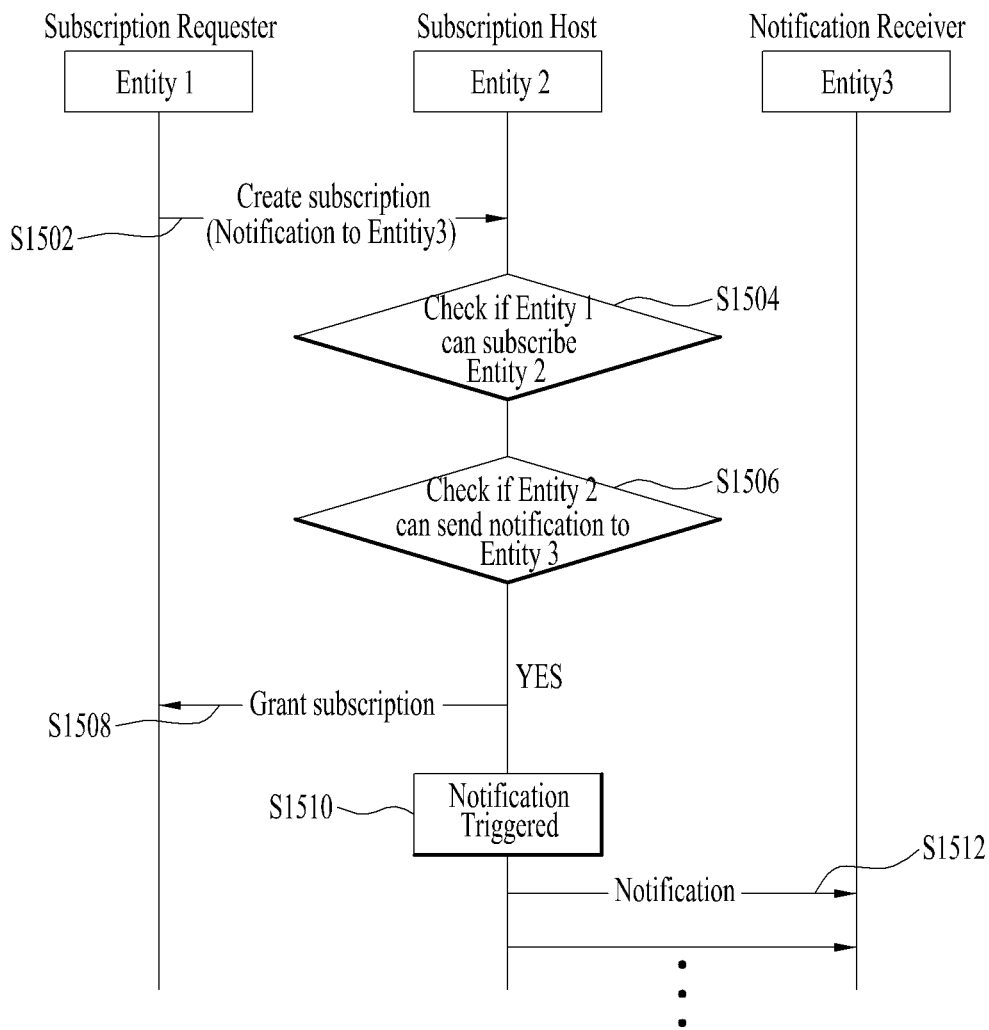 Subscription Requester
Subscription Host
Notification Receiver
Entity 1
Entity 2
Entity3
Create subscription
(Notification to Entitiy3)
S1502
S1504
Check if Entity 1
can subscribe
Entity 2
S1506
Check if Entity 2
can send notification to
Entity 3
YES
Grant subscription
S1508
S1510
Notification
Triggered
S1512
Notification